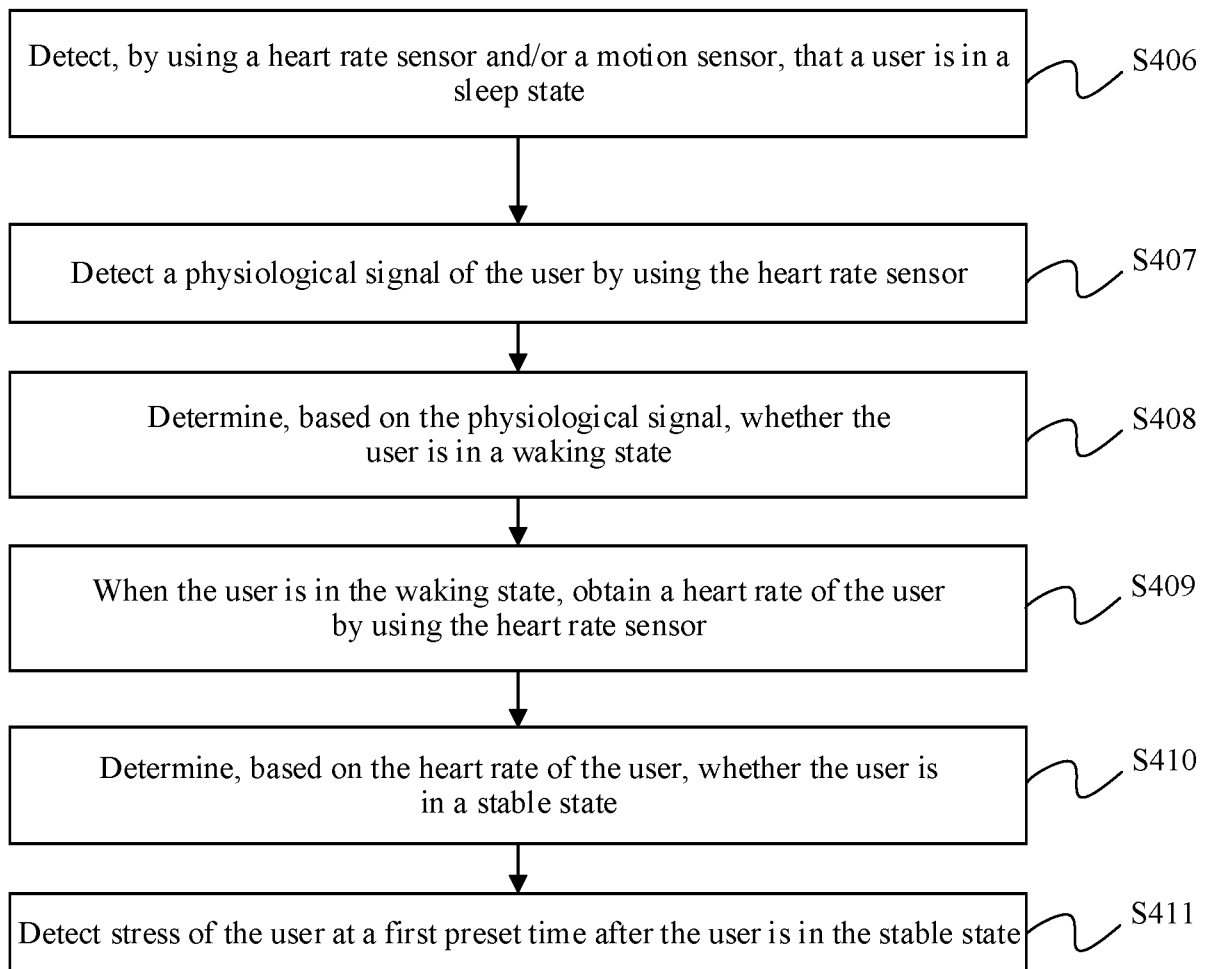 Detect, by using a heart rate sensor and/or a motion sensor, that a user is in a
sleep state
S406
Detect a physiological signal of the user by using the heart rate sensor
S407
Determine, based on the physiological signal, whether the
user is in a waking state
S408
When the user is in the waking state, obtain a heart rate of the user
by using the heart rate sensor
S409
Determine, based on the heart rate of the user, whether the user is
in a stable state
S410
Detect stress of the user at a first preset time after the user is in the stable state
S411